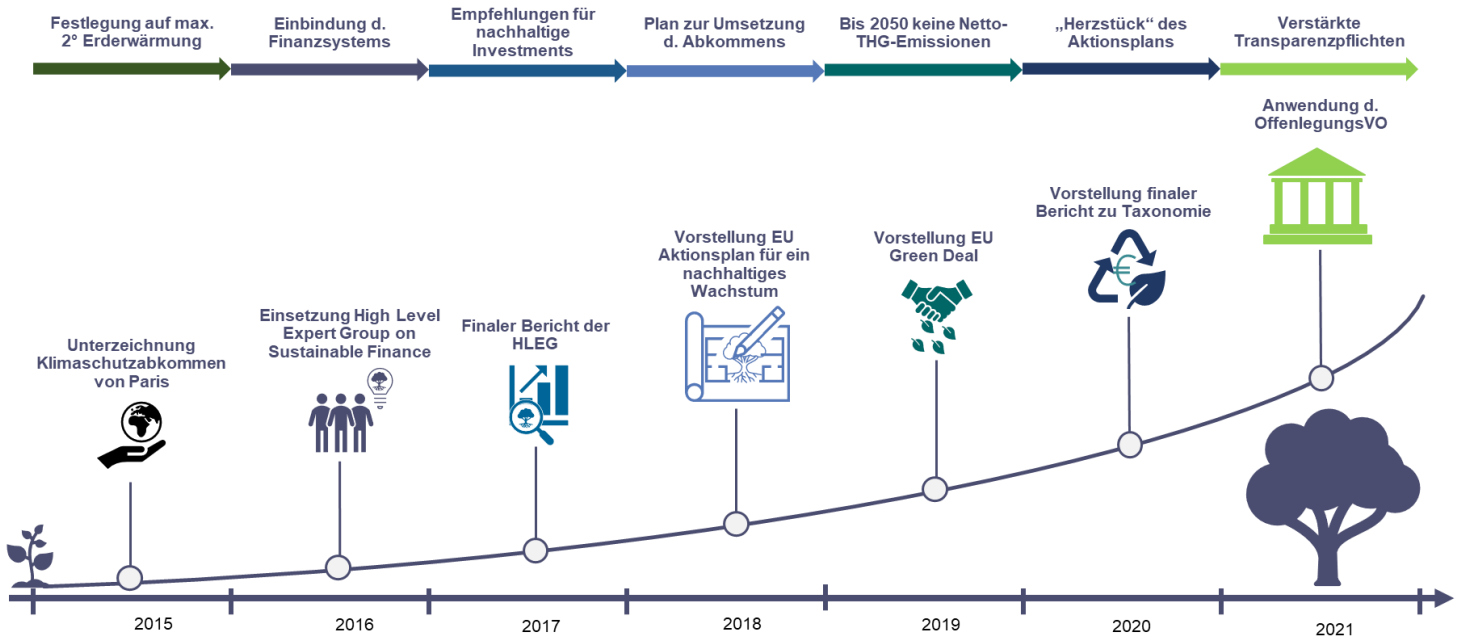 Festlegung auf max.
2° Erderwärmung
Einbindung d.
Finanzsystems
Empfehlungen für
nachhaltige
Investments
Plan zur Umsetzung
d. Abkommens
Bis 2050 keine Netto-
THG-Emissionen
„Herzstück“ des
Aktionsplans
Verstärkte
Transparenzpflichten
Unterzeichnung
Klimaschutzabkommen
von Paris
Einsetzung High Level
Expert Group on
Sustainable Finance
Finaler Bericht der
HLEG
Vorstellung EU
Aktionsplan für ein
nachhaltiges
Wachstum
Vorstellung EU
Green Deal
Vorstellung finaler
Bericht zu Taxonomie
€
Anwendung d.
OffenlegungsVO
2015
2016
2017
2018
2019
2020
2021